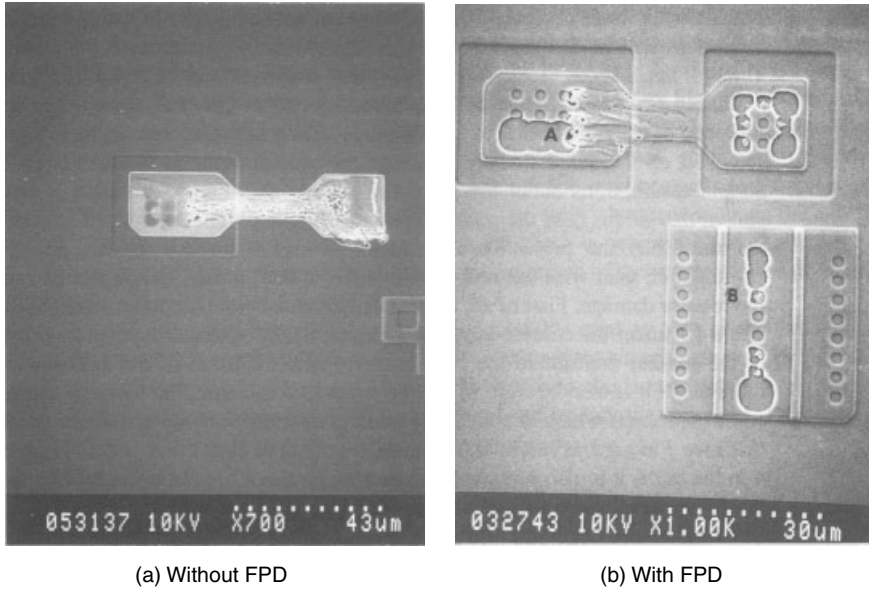 A
B
053137 10KV X700 43um
032743 10KV X1.00K 30um
(a) Without FPD
(b) With FPD